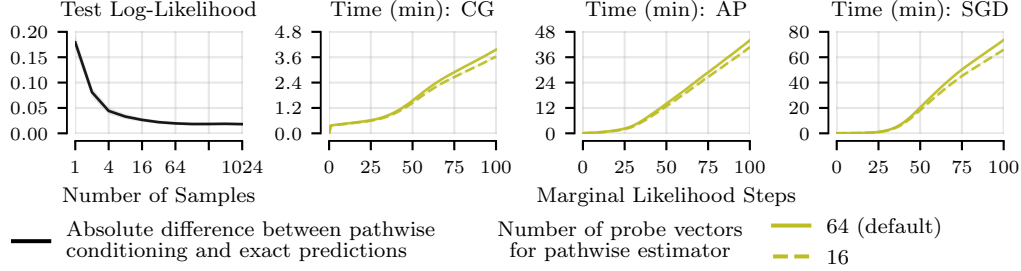 Test Log-Likelihood
0.20
0.15
0.10
0.05
0.00
1 4 16 64 1024
Number of Samples
Time (min): CG
4.8
3.6
2.4
1.2
0.0
0 25 50 75 100
Time (min): AP
48
36
24
12
0
0 25 50 75 100
Time (min): SGD
80
60
40
20
0
0 25 50 75 100
Marginal Likelihood Steps
Absolute difference between pathwise
conditioning and exact predictions
Number of probe vectors
for pathwise estimator
64 (default)
16